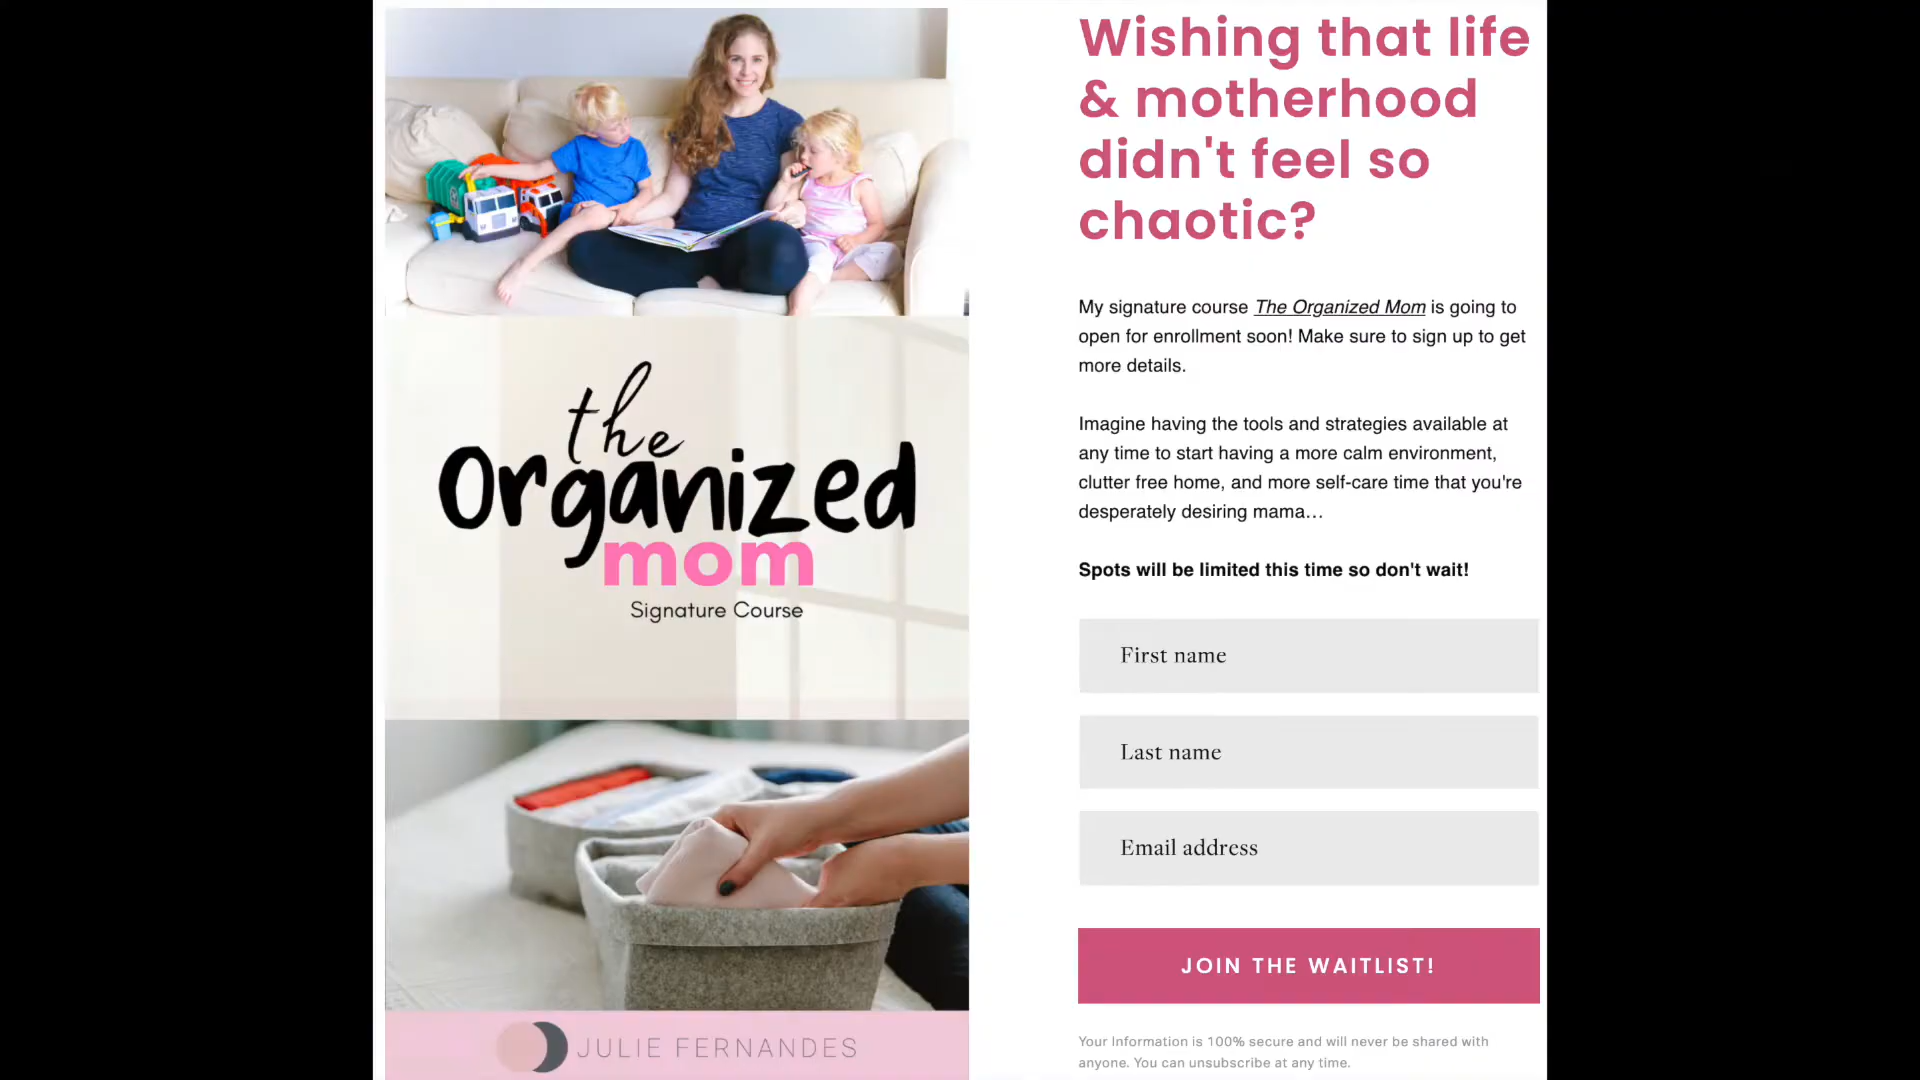 the
Organized
mom
Signature Course
JULIE FERNANDES
Wishing that life
& motherhood
didn't feel so
chaotic?
My signature course The Organized Mom is going to
open for enrollment soon! Make sure to sign up to get
more details.
Imagine having the tools and strategies available at
any time to start having a more calm environment,
clutter free home, and more self-care time that you're
desperately desiring mama...
Spots will be limited this time so don't wait!
First name
Last name
Email address
JOIN THE WAITLIST!
Your Information is 100% secure and will never be shared with
anyone. You can unsubscribe at any time.